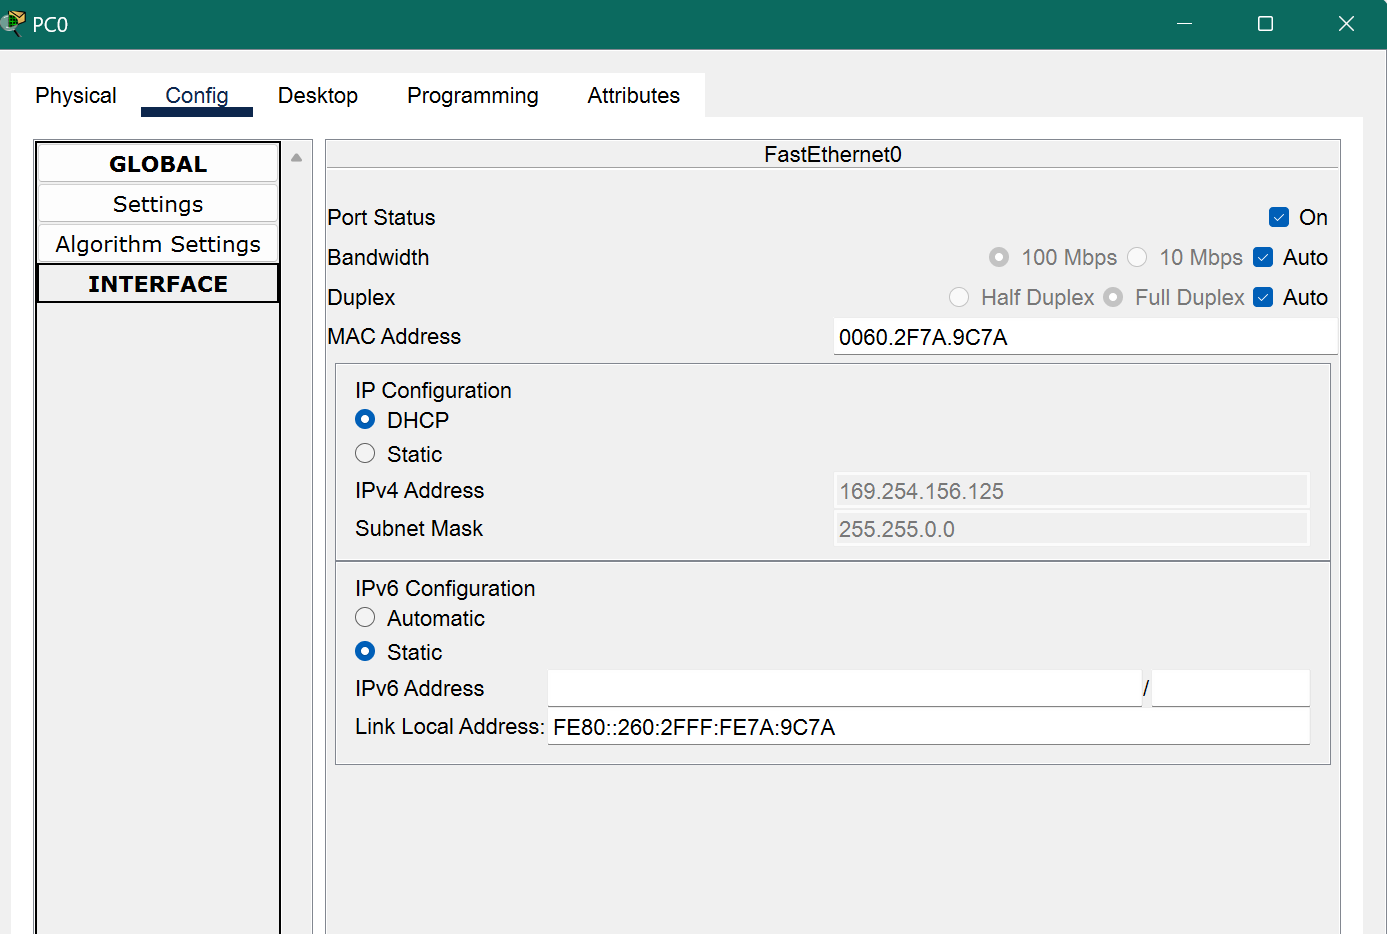 PC0
Physical Config Desktop Programming Attributes
GLOBAL
Settings
Algorithm Settings
INTERFACE
FastEthernet0
Port Status On
Bandwidth 100 Mbps 10 Mbps Auto
Duplex Half Duplex Full Duplex Auto
MAC Address 0060.2F7A.9C7A
IP Configuration
DHCP
Static
IPv4 Address 169.254.156.125
Subnet Mask 255.255.0.0
IPv6 Configuration
Automatic
Static
IPv6 Address /
Link Local Address: FE80::260:2FFF:FE7A:9C7A